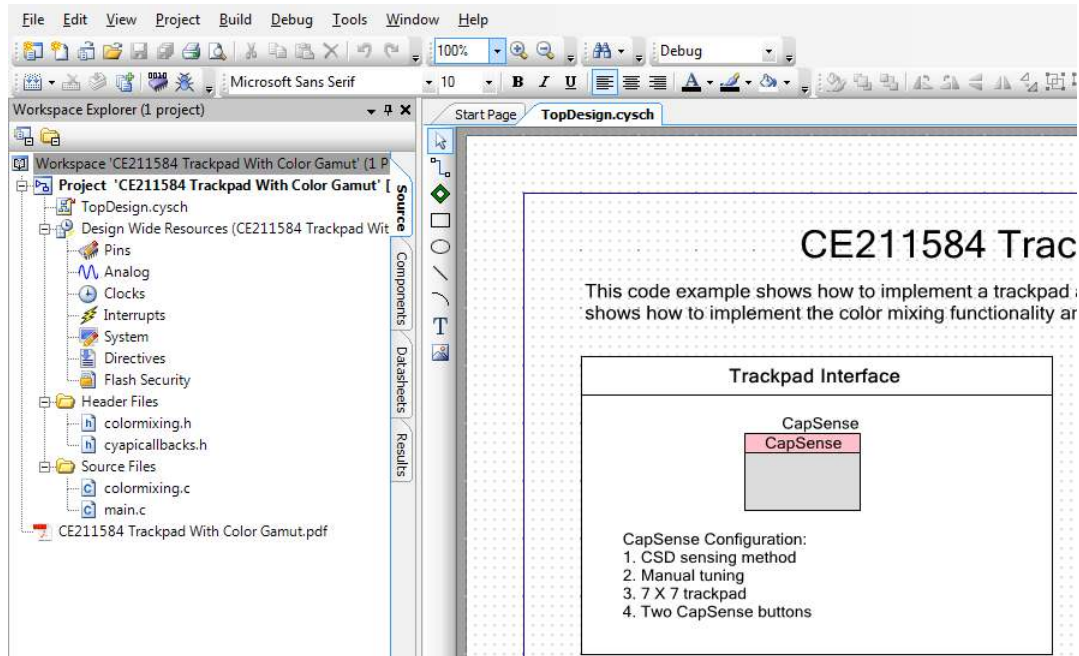 File Edit View Project Build Debug Tools Window Help
100% Debug
Microsoft Sans Serif 10 B I U A
Workspace Explorer (1 project)
Start Page TopDesign.cysch
Workspace 'CE211584 Trackpad With Color Gamut' (1 P
Project 'CE211584 Trackpad With Color Gamut' [
TopDesign.cysch
Design Wide Resources (CE211584 Trackpad Wit
Pins
Analog
Clocks
Interrupts
System
Directives
Flash Security
Header Files
h colormixing.h
h cyapicallbacks.h
Source Files
c colormixing.c
c main.c
CE211584 Trackpad With Color Gamut.pdf
Source
Components
Datasheets
Results
T
CE211584 Trac
This code example shows how to implement a trackpad a
shows how to implement the color mixing functionality ar
Trackpad Interface
CapSense
CapSense
CapSense Configuration:
1. CSD sensing method
2. Manual tuning
3. 7 X 7 trackpad
4. Two CapSense buttons